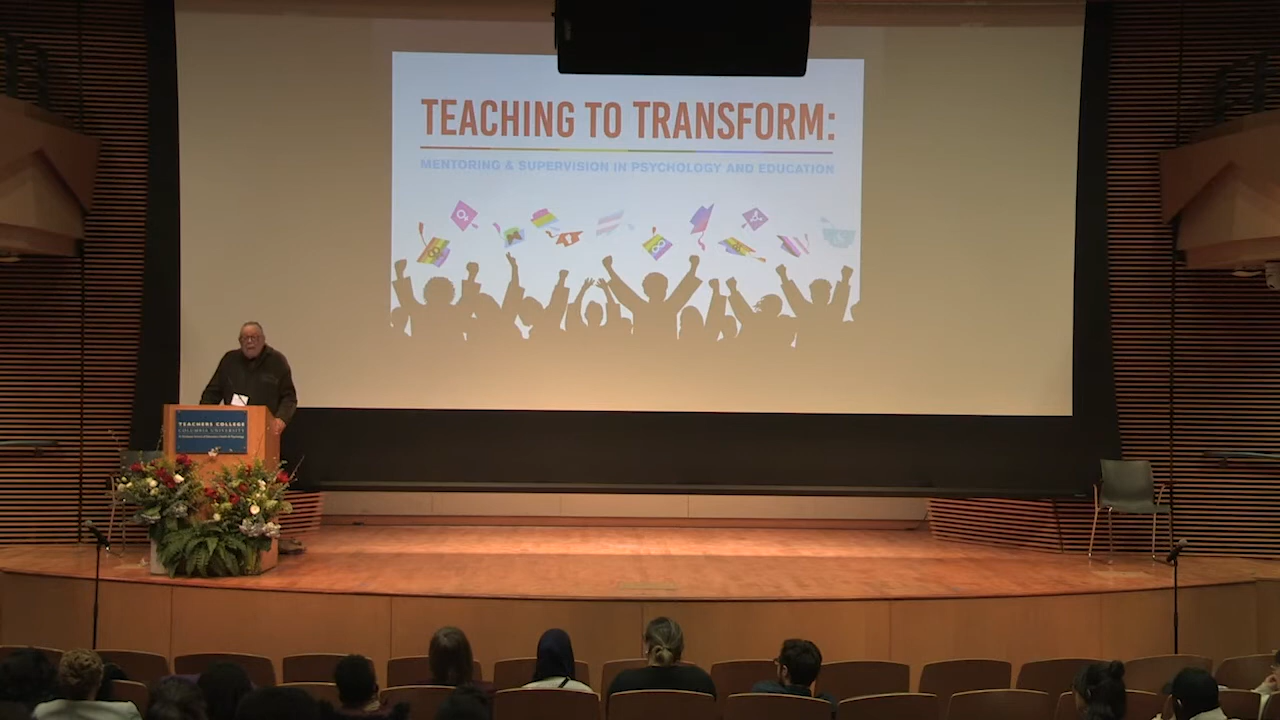 TEACHING TO TRANSFORM:
MENTORING & SUPERVISION IN PSYCHOLOGY AND EDUCATION
TEACHERS COLLEGE
COLUMBIA UNIVERSITY